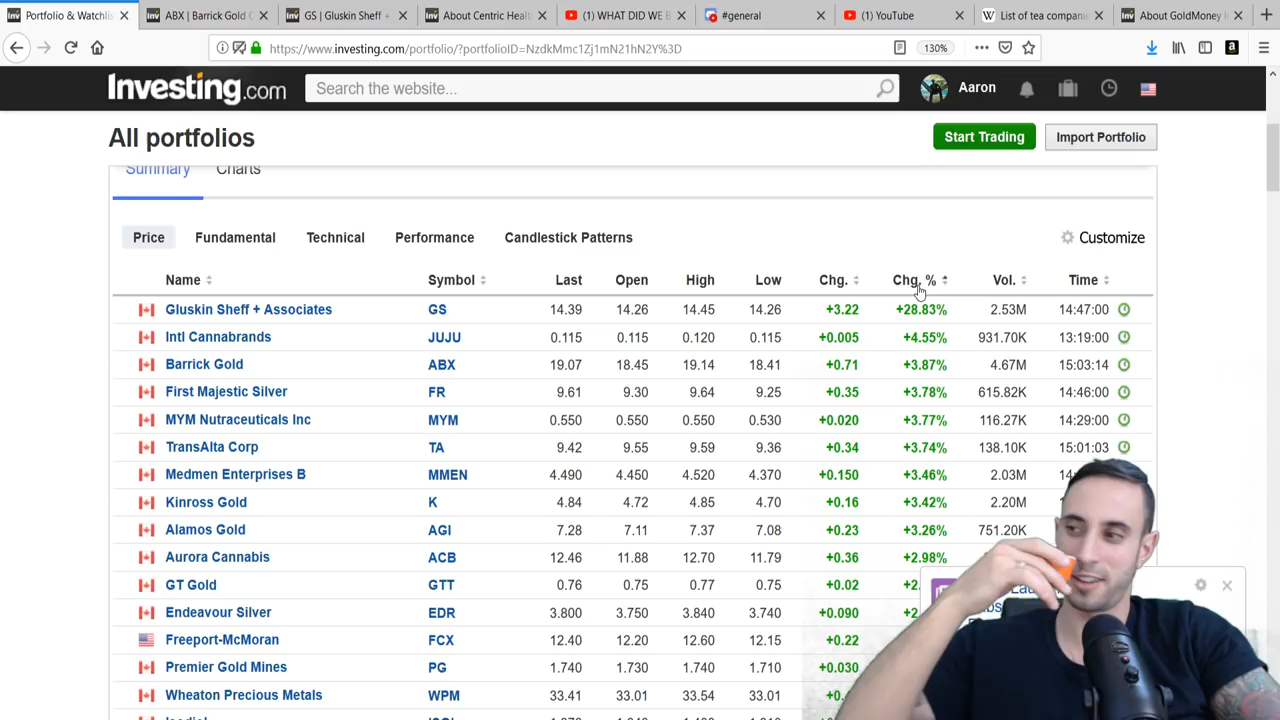 Portfolio & Watchlis
ABX | Barrick Gold C
GS | Gluskin Sheff +
About Centric Healt
(1) WHAT DID WE B
#general
(1) YouTube
List of tea companie
About GoldMoney I
https://www.investing.com/portfolio/?portfolioID=NzdkMmc1Zj1mN21hN2Y%3D
130%
Investing.com
Search the website...
Aaron
All portfolios
Start Trading
Import Portfolio
Summary Charts
Price Fundamental Technical Performance Candlestick Patterns Customize
Name Symbol Last Open High Low Chg. Chg. % Vol. Time
Gluskin Sheff + Associates GS 14.39 14.26 14.45 14.26 +3.22 +28.83% 2.53M 14:47:00
Intl Cannabrands JUJU 0.115 0.115 0.120 0.115 +0.005 +4.55% 931.70K 13:19:00
Barrick Gold ABX 19.07 18.45 19.14 18.41 +0.71 +3.87% 4.67M 15:03:14
First Majestic Silver FR 9.61 9.30 9.64 9.25 +0.35 +3.78% 615.82K 14:46:00
MYM Nutraceuticals Inc MYM 0.550 0.550 0.550 0.530 +0.020 +3.77% 116.27K 14:29:00
TransAlta Corp TA 9.42 9.55 9.59 9.36 +0.34 +3.74% 138.10K 15:01:03
Medmen Enterprises B MMEN 4.490 4.450 4.520 4.370 +0.150 +3.46% 2.03M 14:
Kinross Gold K 4.84 4.72 4.85 4.70 +0.16 +3.42% 2.20M 1
Alamos Gold AGI 7.28 7.11 7.37 7.08 +0.23 +3.26% 751.20K
Aurora Cannabis ACB 12.46 11.88 12.70 11.79 +0.36 +2.98%
GT Gold GTT 0.76 0.75 0.77 0.75 +0.02 +2.
Endeavour Silver EDR 3.800 3.750 3.840 3.740 +0.090 +2
Freeport-McMoran FCX 12.40 12.20 12.60 12.15 +0.22
Premier Gold Mines PG 1.740 1.730 1.740 1.710 +0.030
Wheaton Precious Metals WPM 33.41 33.01 33.54 33.01 +0.